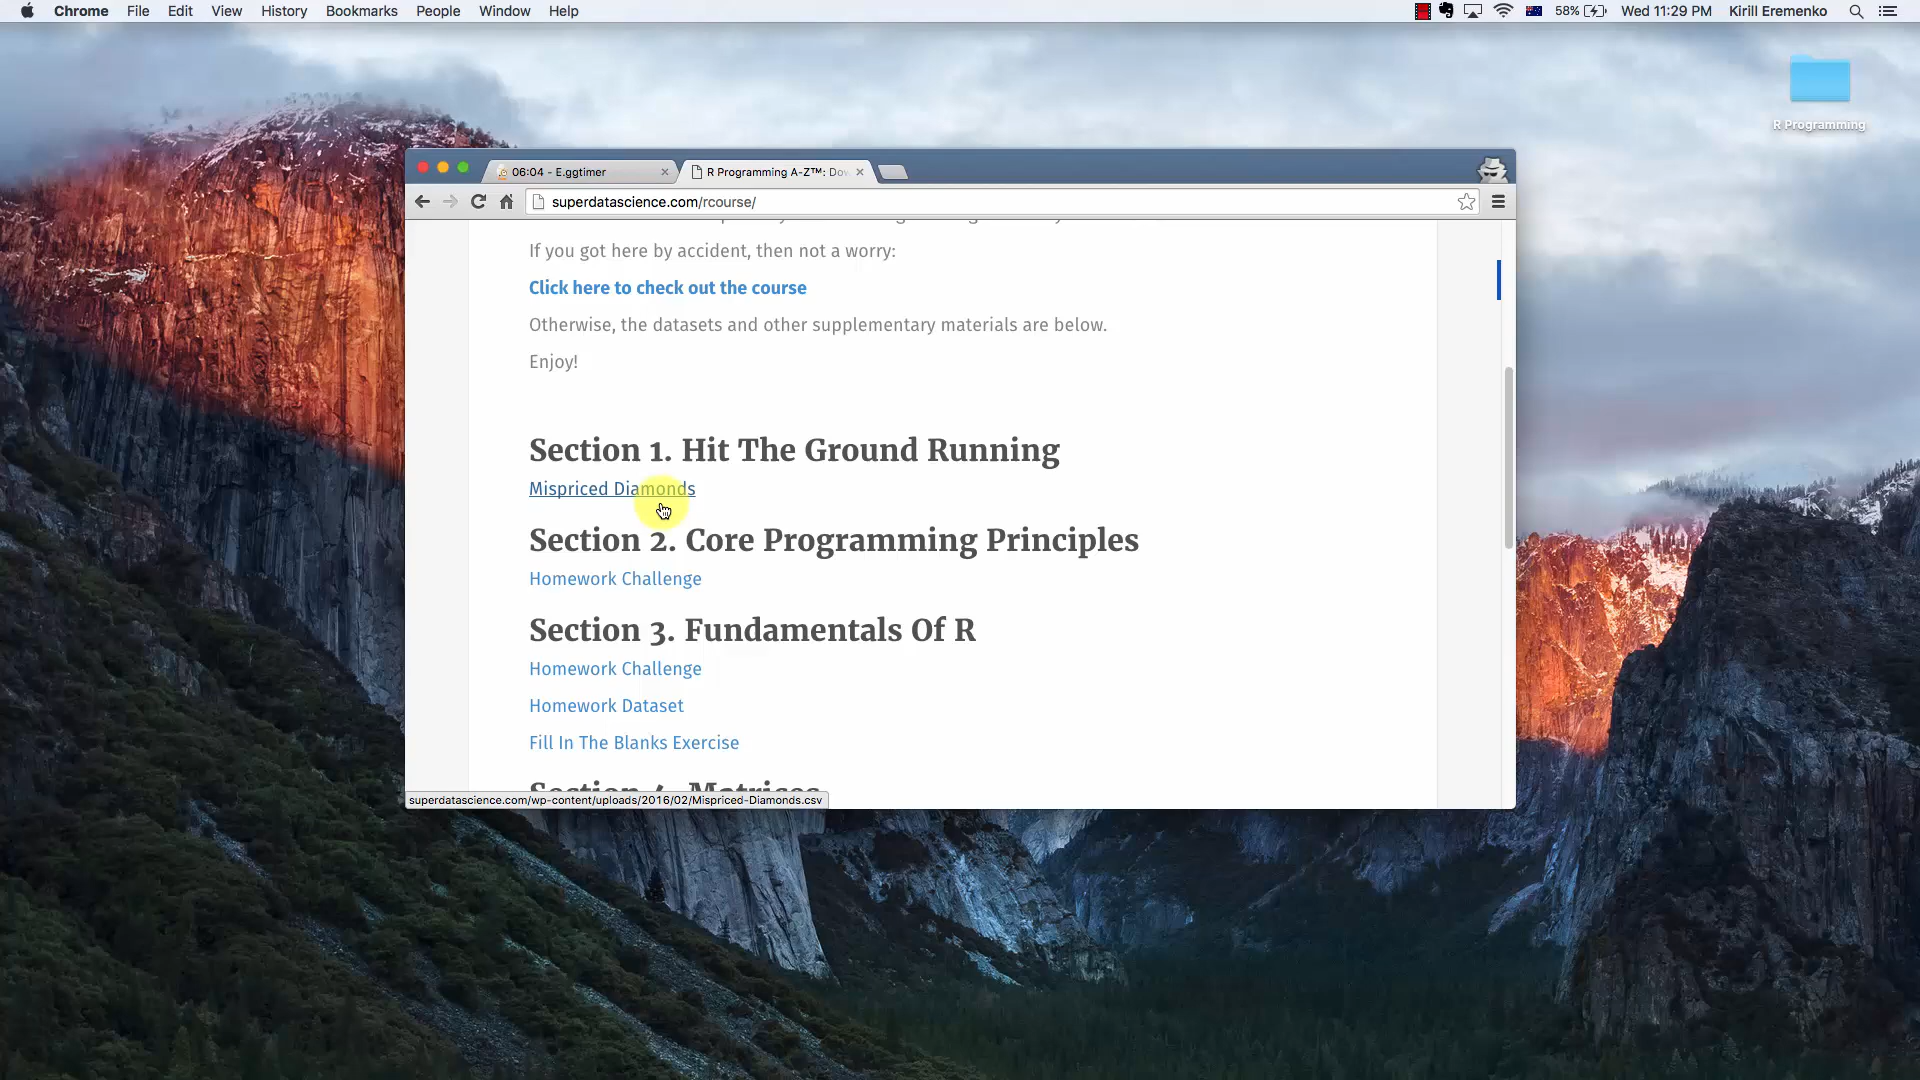 Chrome File Edit View History Bookmarks People Window Help 58% Wed 11:29 PM Kirill Eremenko
R Programming
06:04 - E.ggtimer
R Programming A-Z™: Dow
superdatascience.com/rcourse/
If you got here by accident, then not a worry:
Click here to check out the course
Otherwise, the datasets and other supplementary materials are below.
Enjoy!
Section 1. Hit The Ground Running
Mispriced Diamonds
Section 2. Core Programming Principles
Homework Challenge
Section 3. Fundamentals Of R
Homework Challenge
Homework Dataset
Fill In The Blanks Exercise
Section 4. Matrices
superdatascience.com/wp-content/uploads/2016/02/Mispriced-Diamonds.csv